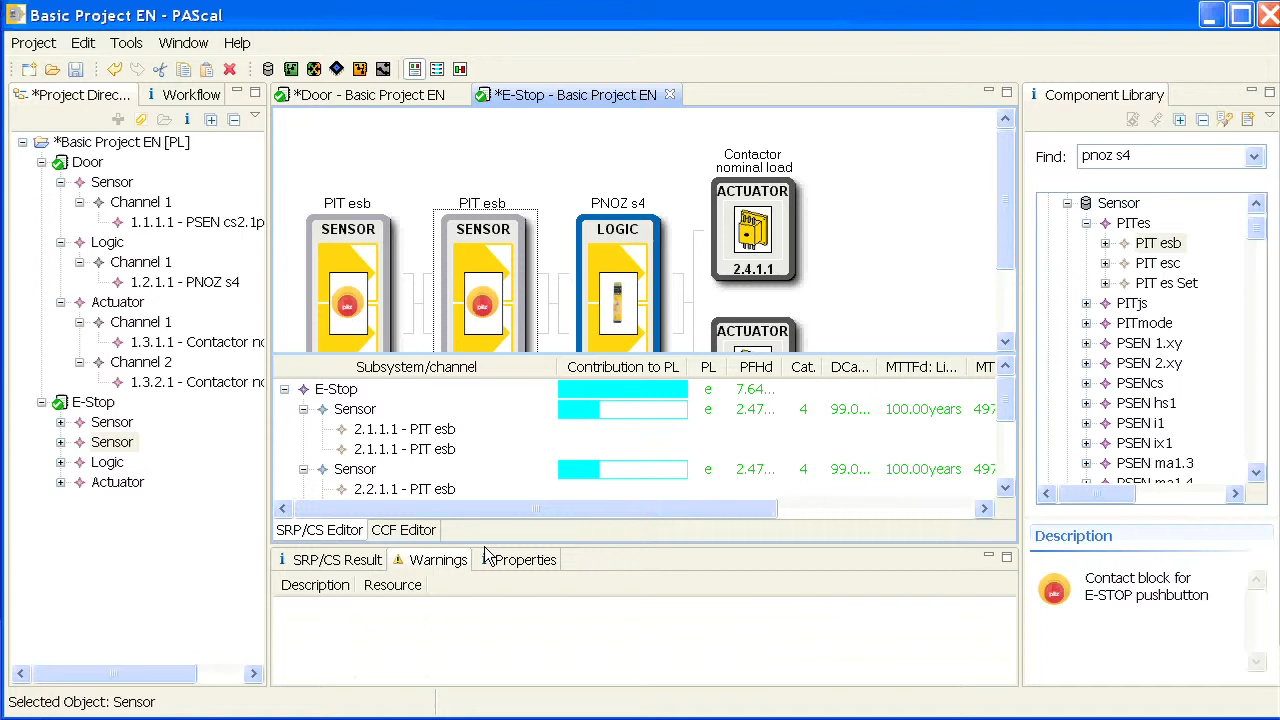 Basic Project EN - PAScal
Project Edit Tools Window Help
*Project Direc... Workflow
*Basic Project EN [PL]
Door
Sensor
Channel 1
1.1.1.1 - PSEN cs2.1p
Logic
Channel 1
1.2.1.1 - PNOZ s4
Actuator
Channel 1
1.3.1.1 - Contactor no
Channel 2
1.3.2.1 - Contactor no
E-Stop
Sensor
Sensor
Logic
Actuator
*Door - Basic Project EN *E-Stop - Basic Project EN
PIT esb
SENSOR
pilz
PIT esb
SENSOR
pilz
PNOZ s4
LOGIC
Contactor
nominal load
ACTUATOR
2.4.1.1
ACTUATOR
Subsystem/channel Contribution to PL PL PFHd Cat. DCa... MTTFd: Li... MT
E-Stop e 7.64...
Sensor e 2.47... 4 99.0... 100.00years 497
2.1.1.1 - PIT esb
2.1.1.1 - PIT esb
Sensor e 2.47... 4 99.0... 100.00years 497
2.2.1.1 - PIT esb
SRP/CS Editor CCF Editor
SRP/CS Result Warnings Properties
Description Resource
Component Library
Find: pnoz s4
Sensor
PITes
PIT esb
PIT esc
PIT es Set
PITjs
PITmode
PSEN 1.xy
PSEN 2.xy
PSENcs
PSEN hs1
PSEN i1
PSEN ix1
PSEN ma1.3
PSEN ma1.4
Description
pilz
Contact block for
E-STOP pushbutton
Selected Object: Sensor